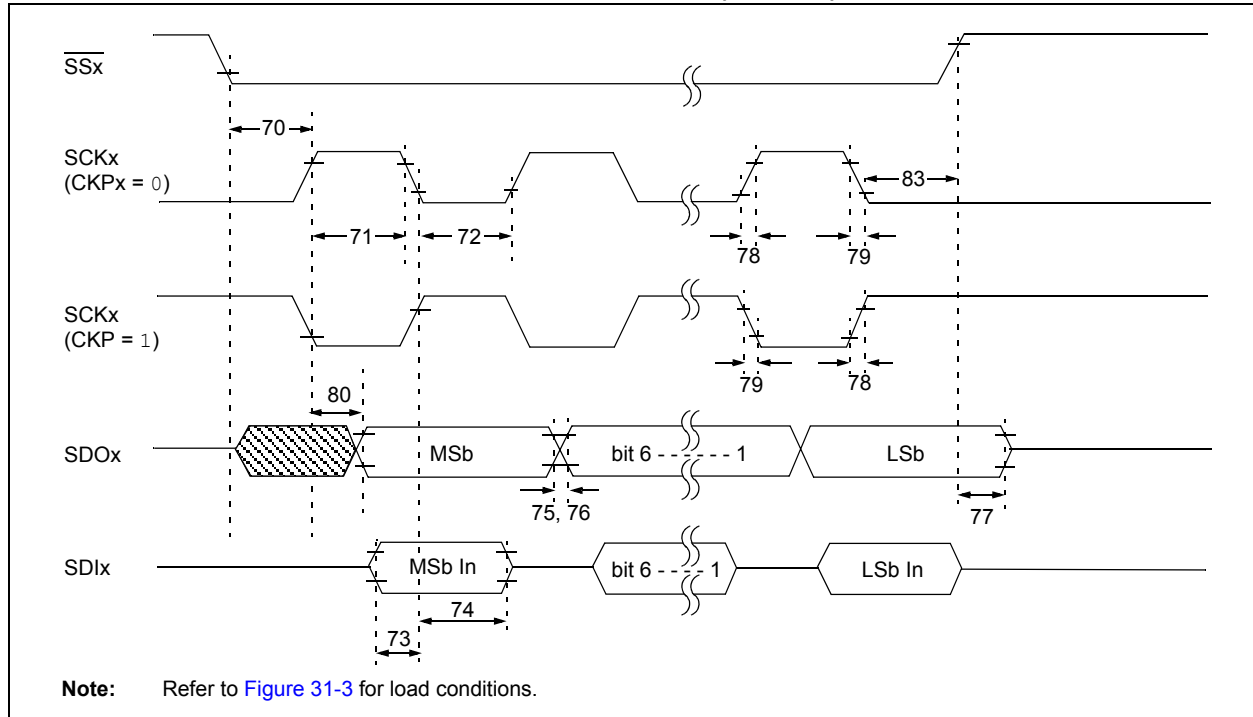 SSx
70
SCKx
(CKPx = 0)
83
71
72
78
79
SCKx
(CKP = 1)
79
78
80
SDOx
MSb
bit 6 - - - - - - 1
LSb
75, 76
77
SDIx
MSb In
bit 6 - - - - 1
LSb In
74
73
Note: Refer to Figure 31-3 for load conditions.